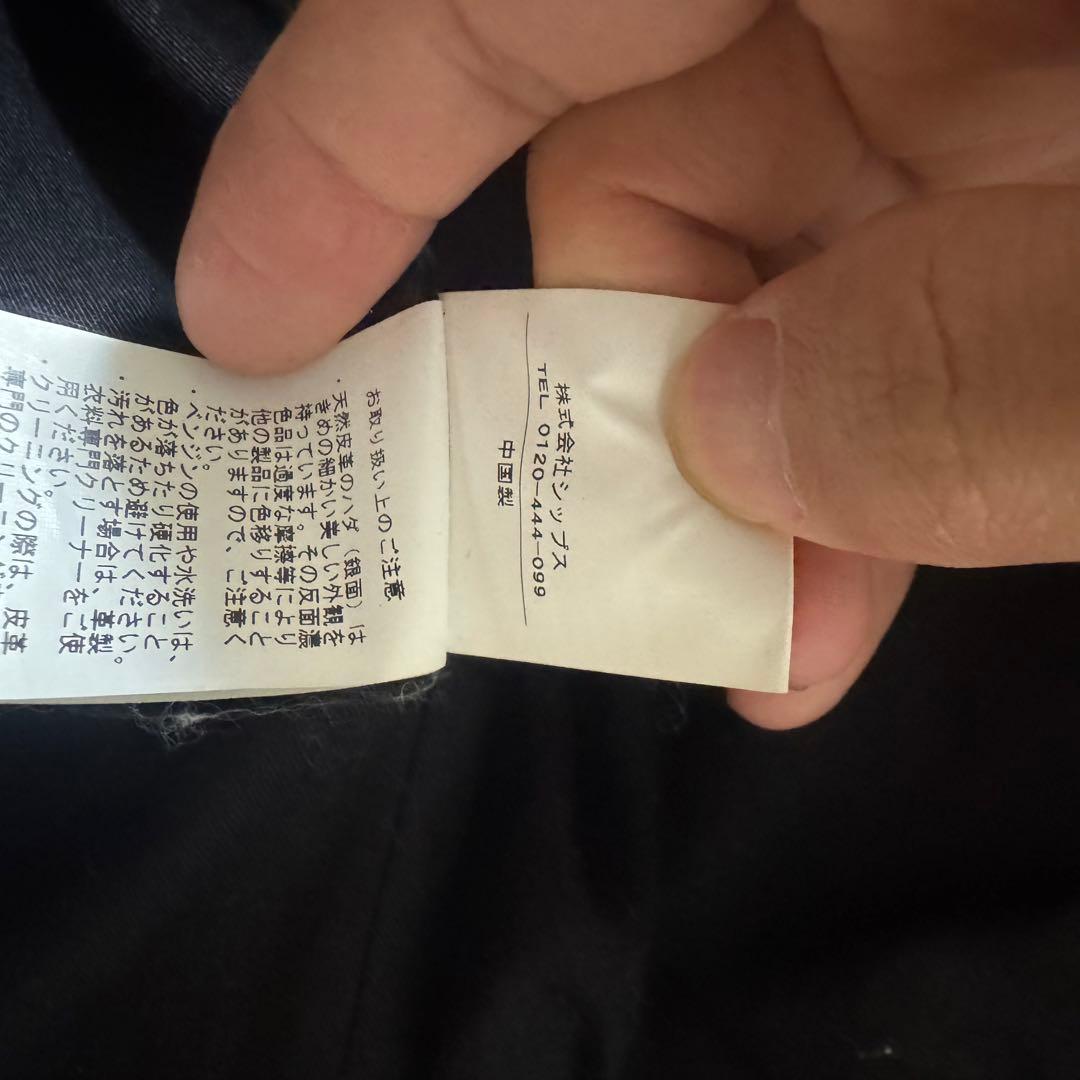 株式会社シップス
TEL 0120-444-099
中国製
お取り扱い上のご注意
・天然皮革のハダ（銀面）は
きめの細かい美しい外観を
持っています。その反面濃
色品は過度な摩擦等により
他の製品に色移りすること
がありますので、ご注意く
ださい。
・ベンジンの使用や水洗いは、
色が落ちたり硬化すること
があるため避けてください。
・汚れを落とす場合は、革製
衣料専門クリーナーをご使
用ください。
・クリーニングの際は、皮革
専門のクリーニング